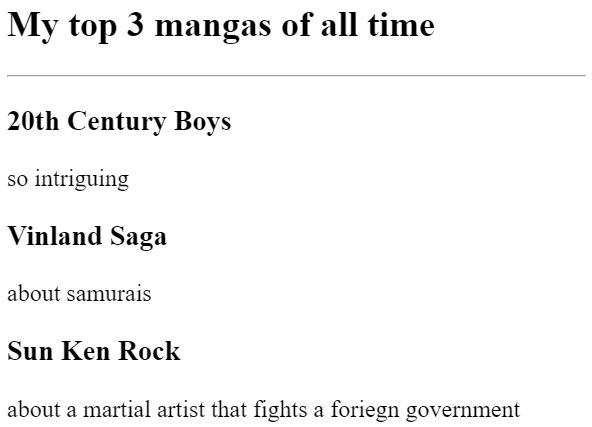 My top 3 mangas of all time
20th Century Boys
so intriguing
Vinland Saga
about samurais
Sun Ken Rock
about a martial artist that fights a foriegn government